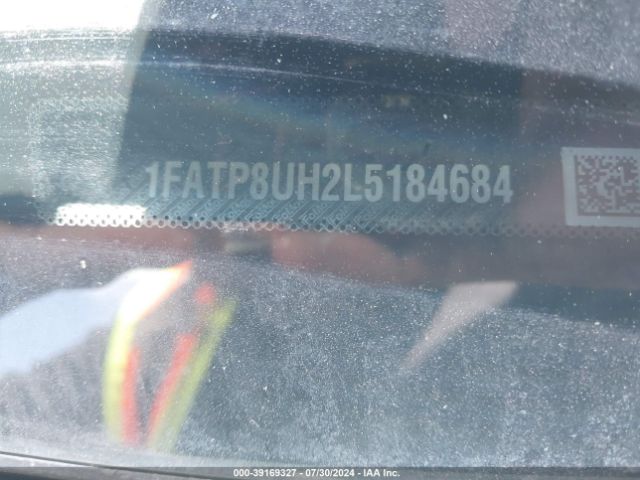 1FATP8UH2L5184684
000-39169327 - 07/30/2024 - IAA Inc.